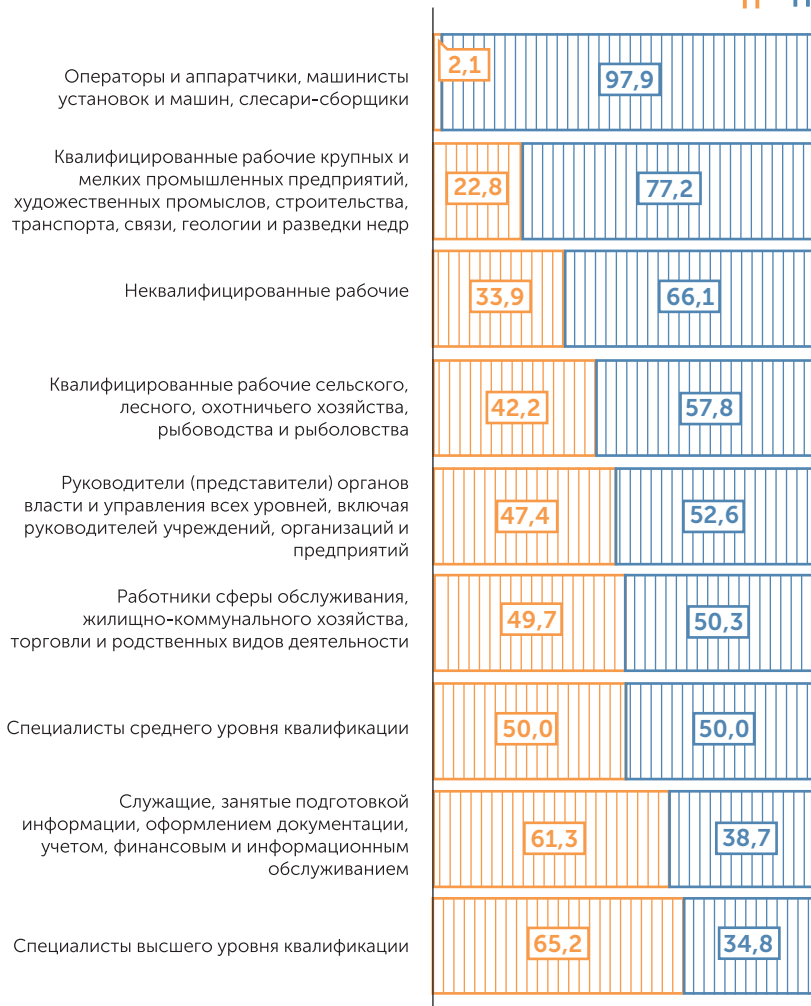 Операторы и аппаратчики, машинисты
установок и машин, слесари-сборщики
2,1
97,9
Квалифицированные рабочие крупных и
мелких промышленных предприятий,
художественных промыслов, строительства,
транспорта, связи, геологии и разведки недр
22,8
77,2
Неквалифицированные рабочие
33,9
66,1
Квалифицированные рабочие сельского,
лесного, охотничьего хозяйства,
рыбоводства и рыболовства
42,2
57,8
Руководители (представители) органов
власти и управления всех уровней, включая
руководителей учреждений, организаций и
предприятий
47,4
52,6
Работники сферы обслуживания,
жилищно-коммунального хозяйства,
торговли и родственных видов деятельности
49,7
50,3
Специалисты среднего уровня квалификации
50,0
50,0
Служащие, занятые подготовкой
информации, оформлением документации,
учетом, финансовым и информационным
обслуживанием
61,3
38,7
Специалисты высшего уровня квалификации
65,2
34,8